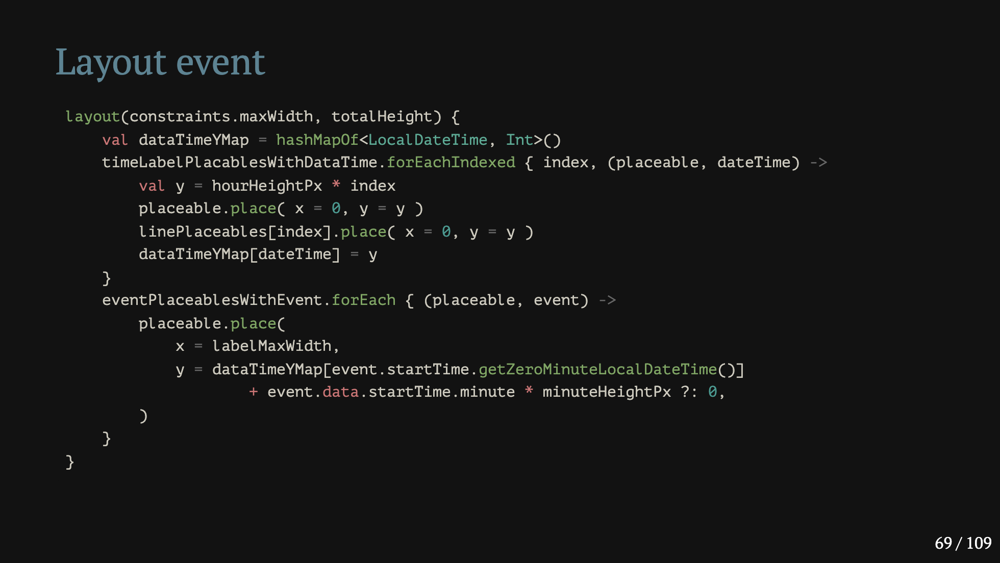 Layout event
layout(constraints.maxWidth, totalHeight) {
    val dataTimeYMap = hashMapOf<LocalDateTime, Int>()
    timeLabelPlacablesWithDataTime.forEachIndexed { index, (placeable, dateTime) ->
        val y = hourHeightPx * index
        placeable.place( x = 0, y = y )
        linePlaceables[index].place( x = 0, y = y )
        dataTimeYMap[dateTime] = y
    }
    eventPlaceablesWithEvent.forEach { (placeable, event) ->
        placeable.place(
            x = labelMaxWidth,
            y = dataTimeYMap[event.startTime.getZeroMinuteLocalDateTime()]
                    + event.data.startTime.minute * minuteHeightPx ?: 0,
        )
    }
}
69 / 109